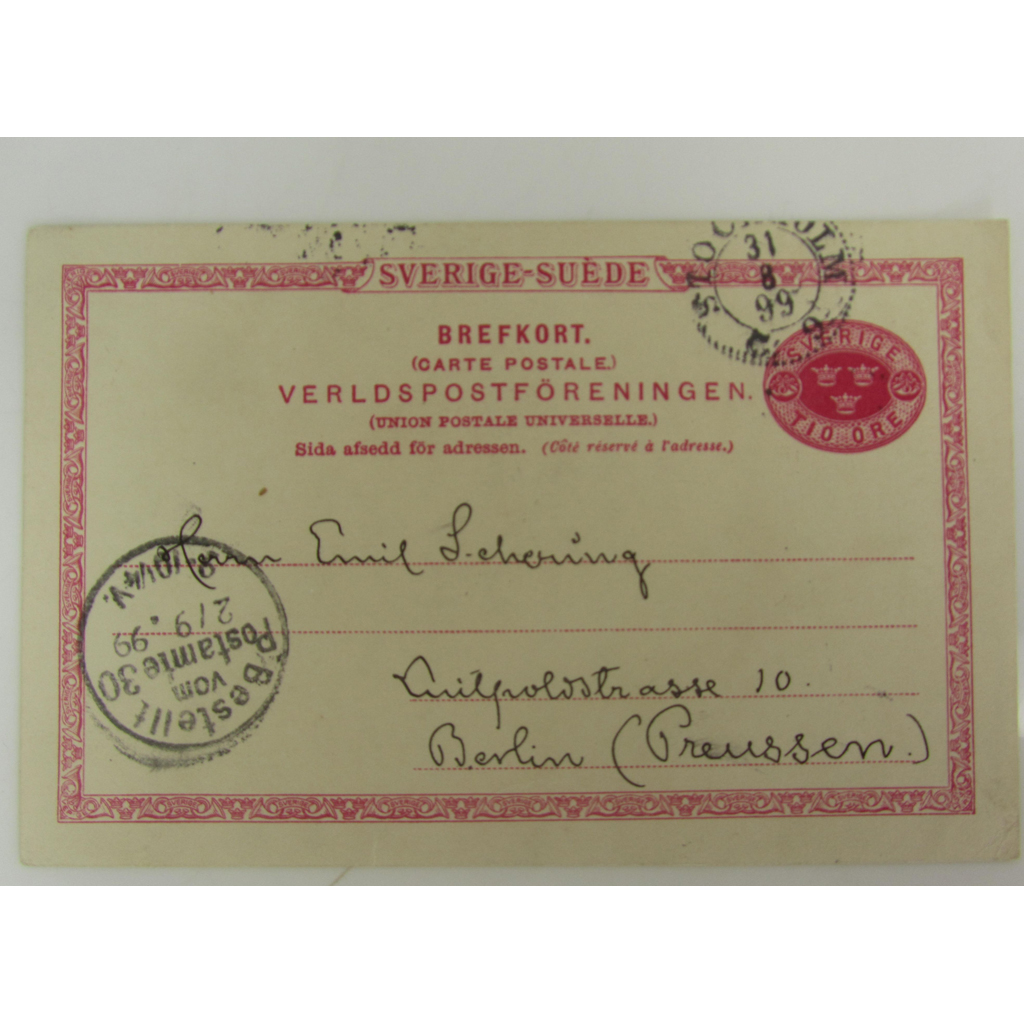 SVERIGE-SUÈDE
STOCKHOLM
31
8
99
BREFKORT.
(CARTE POSTALE.)
VERLDSPOSTFÖRENINGEN.
(UNION POSTALE UNIVERSELLE.)
Sida afsedd för adressen. (Côté réservé à l'adresse.)
SVERIGE
TIO ÖRE
Herrn Emil
Luitpoldstrasse 10.
Berlin (Preussen.)
Bestellt
vom
Postamte 30
2/9. 99